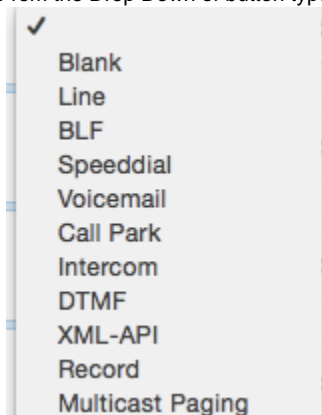 From the Drop Down of button typ
✓
Blank
Line
BLF
Speeddial
Voicemail
Call Park
Intercom
DTMF
XML-API
Record
Multicast Paging